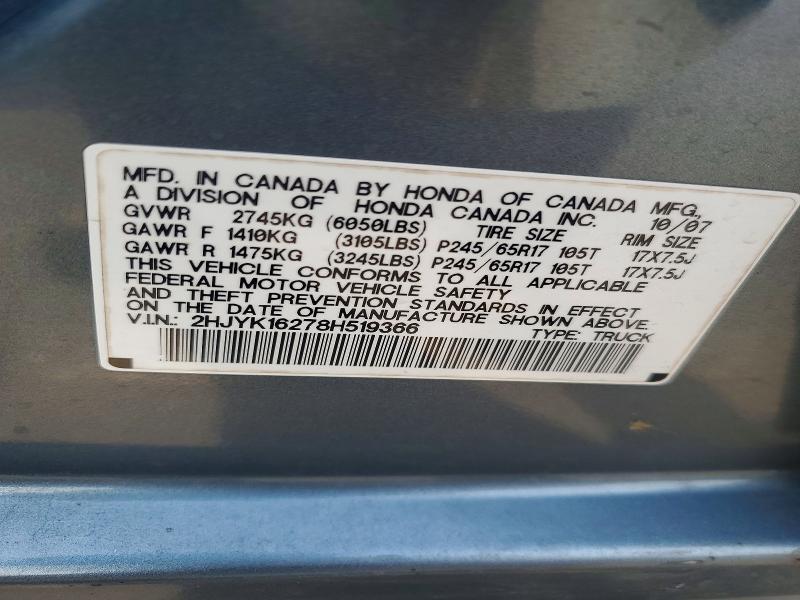 MFD. IN CANADA BY HONDA OF CANADA MFG.,
A DIVISION OF HONDA CANADA INC. 10/07
GVWR 2745KG (6050LBS) TIRE SIZE RIM SIZE
GAWR F 1410KG (3105LBS) P245/65R17 105T 17X7.5J
GAWR R 1475KG (3245LBS) P245/65R17 105T 17X7.5J
THIS VEHICLE CONFORMS TO ALL APPLICABLE
FEDERAL MOTOR VEHICLE SAFETY
AND THEFT PREVENTION STANDARDS IN EFFECT
ON THE DATE OF MANUFACTURE SHOWN ABOVE.
V.I.N.: 2HJYK16278H519366 TYPE: TRUCK